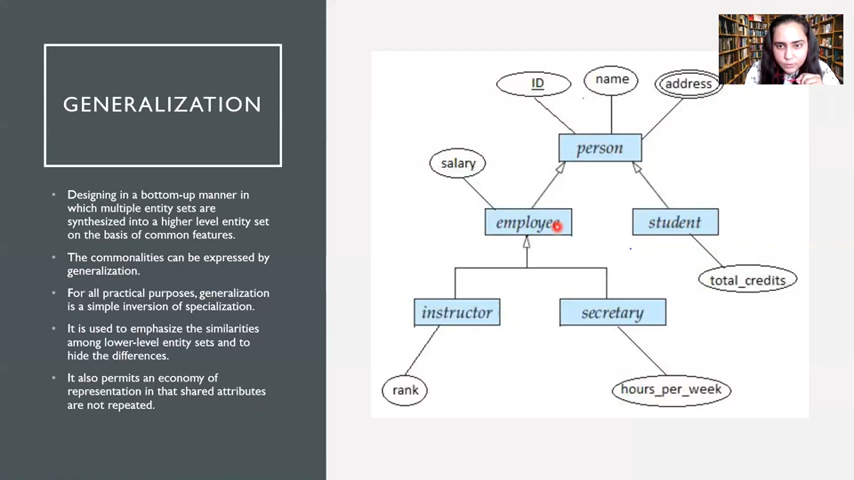 GENERALIZATION
• Designing in a bottom-up manner in
which multiple entity sets are
synthesized into a higher level entity set
on the basis of common features.
• The commonalities can be expressed by
generalization.
• For all practical purposes, generalization
is a simple inversion of specialization.
• It is used to emphasize the similarities
among lower-level entity sets and to
hide the differences.
• It also permits an economy of
representation in that shared attributes
are not repeated.
ID
name
address
person
salary
employee
student
total_credits
instructor
secretary
rank
hours_per_week